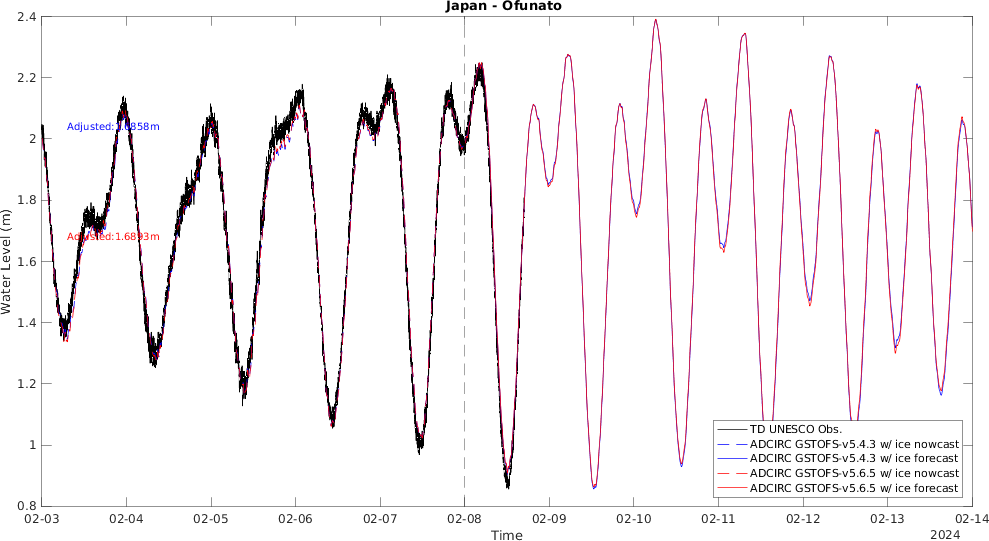 Japan - Ofunato
Water Level (m)
2.4
2.2
2
1.8
1.6
1.4
1.2
1
0.8
Adjusted:1.6858m
Adjusted:1.6893m
TD UNESCO Obs.
ADCIRC GSTOFS-v5.4.3 w/ ice nowcast
ADCIRC GSTOFS-v5.4.3 w/ ice forecast
ADCIRC GSTOFS-v5.6.5 w/ ice nowcast
ADCIRC GSTOFS-v5.6.5 w/ ice forecast
02-03 02-04 02-05 02-06 02-07 02-08 02-09 02-10 02-11 02-12 02-13 02-14
Time
2024